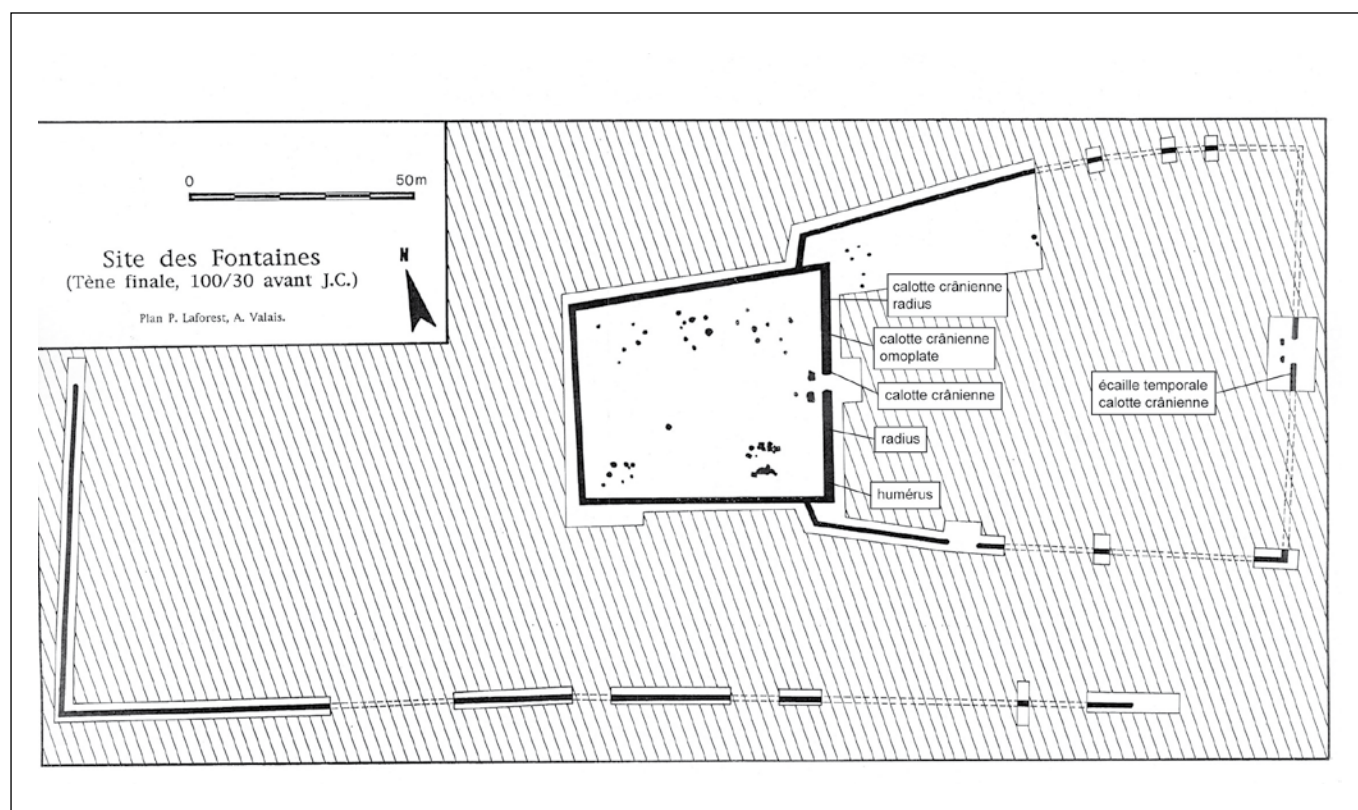 0 50m
Site des Fontaines
(Tène finale, 100/30 avant J.C.)
N
Plan P. Laforest, A. Valais.
calotte crânienne
radius
calotte crânienne
omoplate
calotte crânienne
radius
humérus
écaille temporale
calotte crânienne